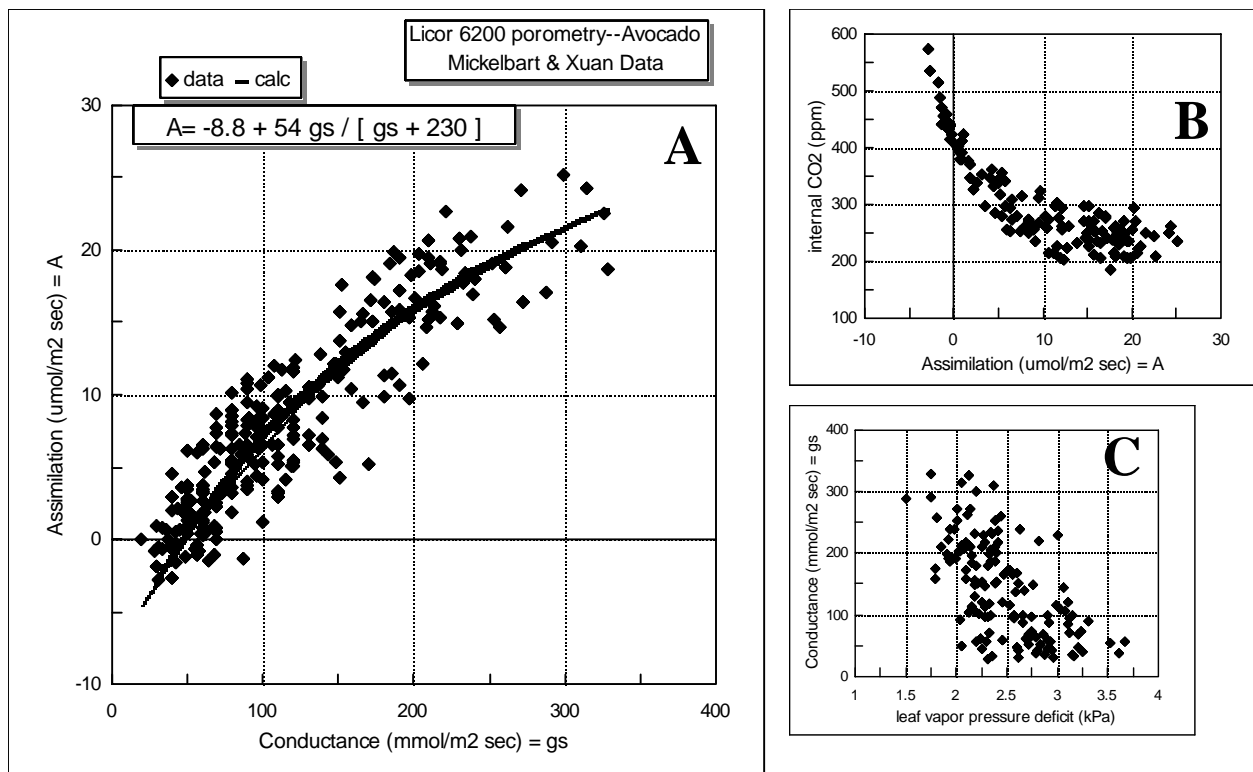 Licor 6200 porometry--Avocado
Mickelbart & Xuan Data
data calc
A= -8.8 + 54 gs / [ gs + 230 ]
A
30
20
10
0
-10
Assimilation (umol/m2 sec) = A
0 100 200 300 400
Conductance (mmol/m2 sec) = gs
B
600
500
400
300
200
100
internal CO2 (ppm)
-10 0 10 20 30
Assimilation (umol/m2 sec) = A
C
400
300
200
100
0
Conductance (mmol/m2 sec) = gs
1 1.5 2 2.5 3 3.5 4
leaf vapor pressure deficit (kPa)